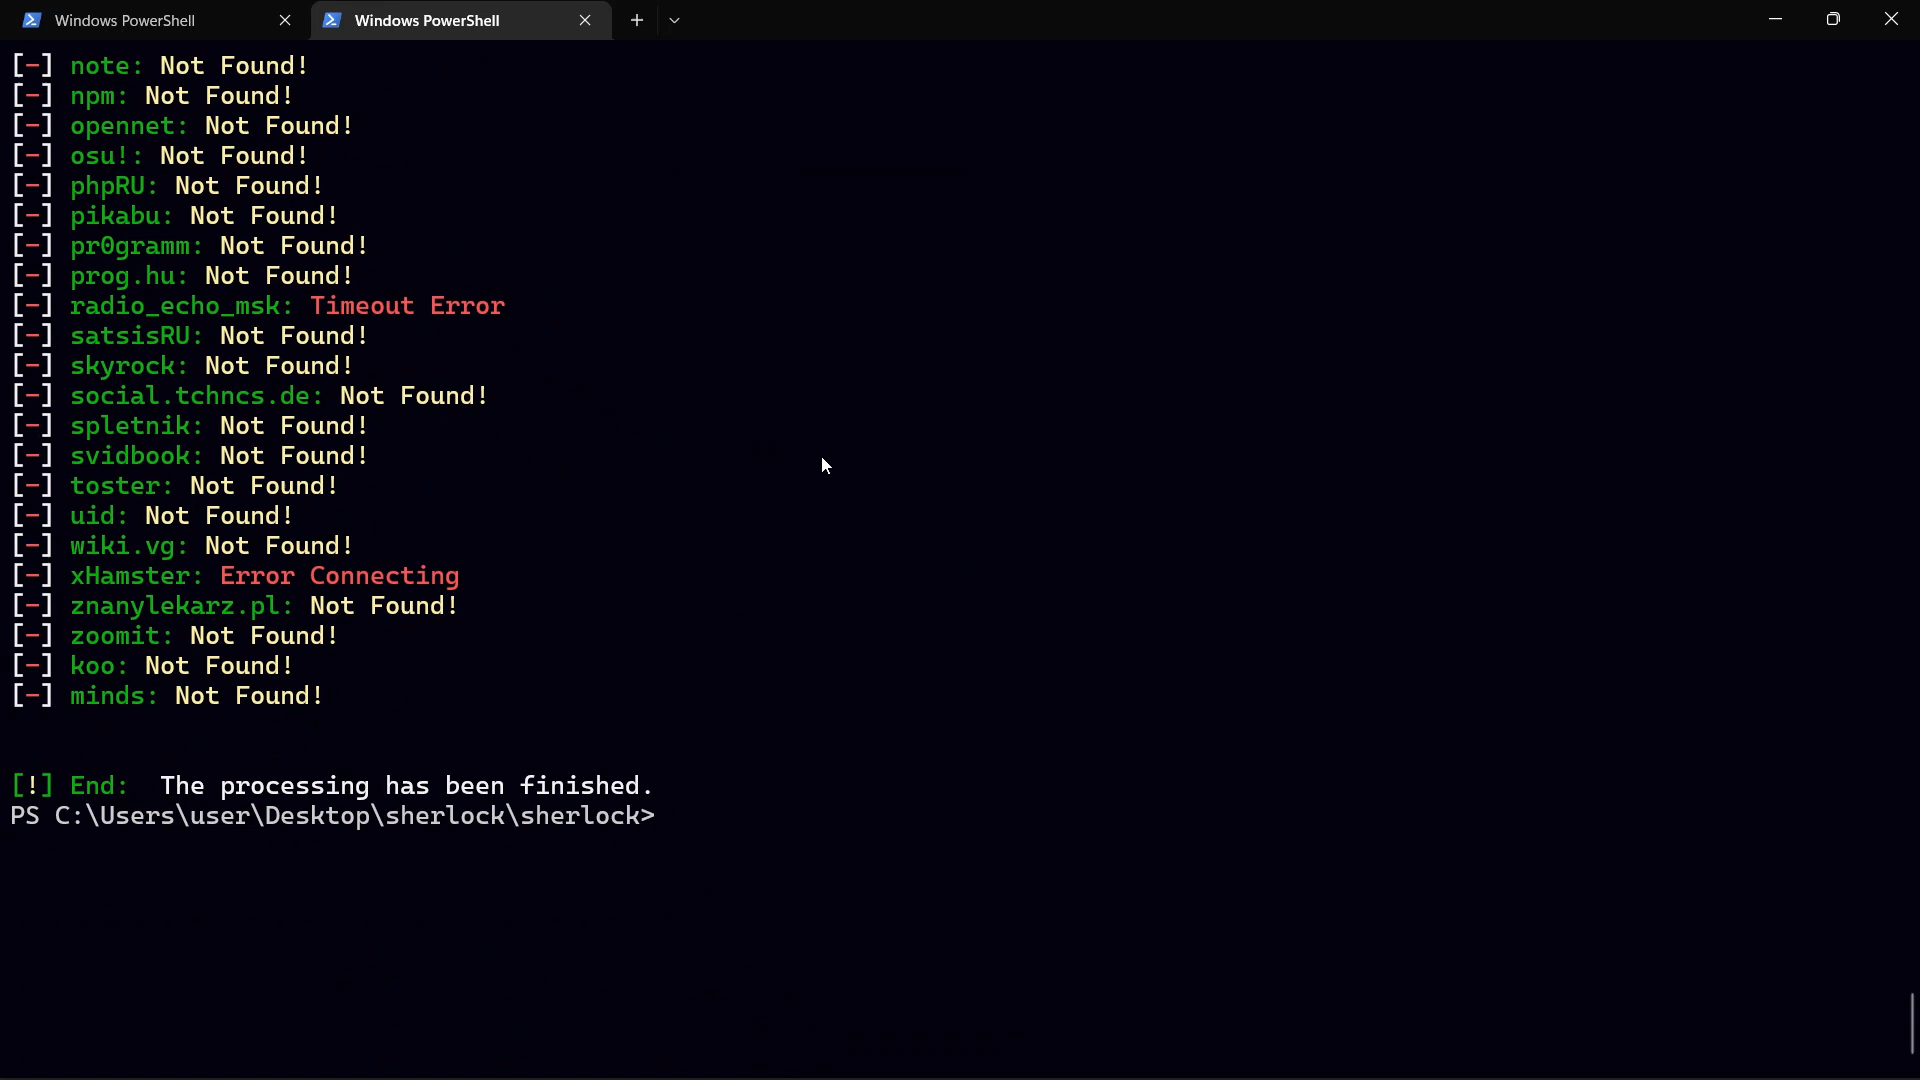 Windows PowerShell
Windows PowerShell
[-] note: Not Found!
[-] npm: Not Found!
[-] opennet: Not Found!
[-] osu!: Not Found!
[-] phpRU: Not Found!
[-] pikabu: Not Found!
[-] pr0gramm: Not Found!
[-] prog.hu: Not Found!
[-] radio_echo_msk: Timeout Error
[-] satsisRU: Not Found!
[-] skyrock: Not Found!
[-] social.tchncs.de: Not Found!
[-] spletnik: Not Found!
[-] svidbook: Not Found!
[-] toster: Not Found!
[-] uid: Not Found!
[-] wiki.vg: Not Found!
[-] xHamster: Error Connecting
[-] znanylekarz.pl: Not Found!
[-] zoomit: Not Found!
[-] koo: Not Found!
[-] minds: Not Found!
[!] End:  The processing has been finished.
PS C:\Users\user\Desktop\sherlock\sherlock>